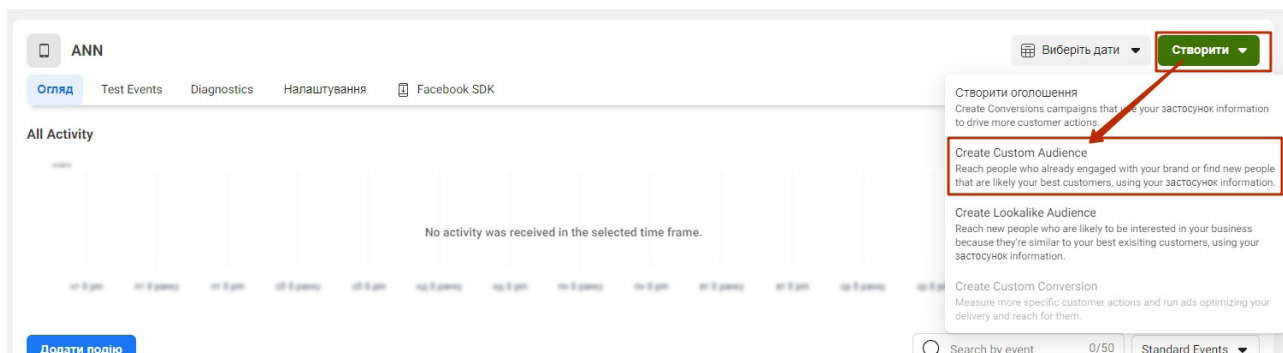 ANN
Виберіть дати
Створити
Огляд
Test Events
Diagnostics
Налаштування
Facebook SDK
Створити оголошення
Create Conversions campaigns that use your застосунок information
to drive more customer actions.
All Activity
Create Custom Audience
Reach people who already engaged with your brand or find new people
that are likely your best customers, using your застосунок information.
Create Lookalike Audience
Reach new people who are likely to be interested in your business
because they're similar to your best exisiting customers, using your
застосунок information.
No activity was received in the selected time frame.
Create Custom Conversion
Measure more specific customer actions and run ads optimizing your
delivery and reach for them.
Додати подію
Search by event
0/50
Standard Events